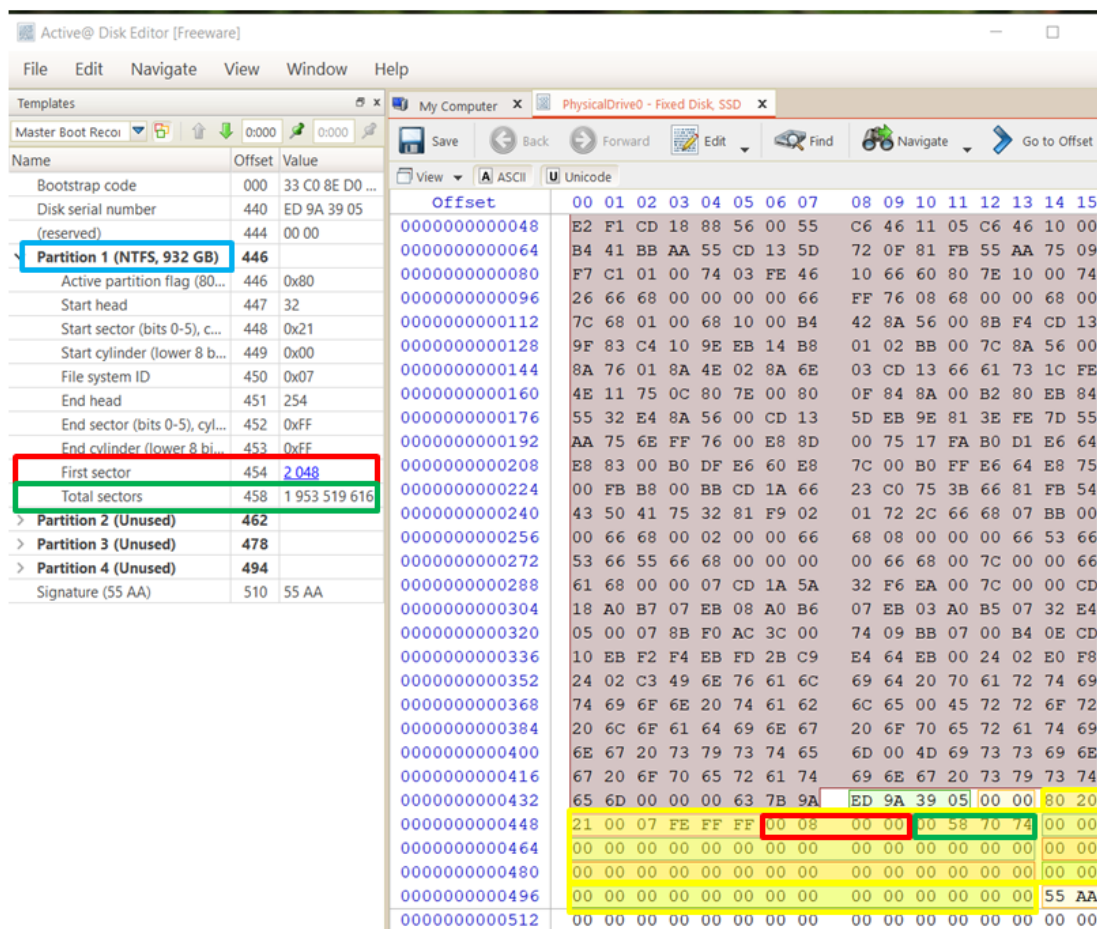 Active@ Disk Editor [Freeware]
File Edit Navigate View Window Help
Templates
My Computer x PhysicalDrive0 - Fixed Disk, SSD x
Master Boot Recoı 0:000 0:000
Save Back Forward Edit Find Navigate Go to Offset
Name Offset Value
View A ASCII U Unicode
Bootstrap code 000 33 C0 8E D0 ...
Disk serial number 440 ED 9A 39 05
(reserved) 444 00 00
Partition 1 (NTFS, 932 GB) 446
Active partition flag (80... 446 0x80
Start head 447 32
Start sector (bits 0-5), c... 448 0x21
Start cylinder (lower 8 b... 449 0x00
File system ID 450 0x07
End head 451 254
End sector (bits 0-5), cyl... 452 0xFF
End cylinder (lower 8 bi... 453 0xFF
First sector 454 2 048
Total sectors 458 1 953 519 616
Partition 2 (Unused) 462
Partition 3 (Unused) 478
Partition 4 (Unused) 494
Signature (55 AA) 510 55 AA
Offset 00 01 02 03 04 05 06 07 08 09 10 11 12 13 14 15
0000000000048 E2 F1 CD 18 88 56 00 55 C6 46 11 05 C6 46 10 00
0000000000064 B4 41 BB AA 55 CD 13 5D 72 0F 81 FB 55 AA 75 09
0000000000080 F7 C1 01 00 74 03 FE 46 10 66 60 80 7E 10 00 74
0000000000096 26 66 68 00 00 00 00 66 FF 76 08 68 00 00 68 00
0000000000112 7C 68 01 00 68 10 00 B4 42 8A 56 00 8B F4 CD 13
0000000000128 9F 83 C4 10 9E EB 14 B8 01 02 BB 00 7C 8A 56 00
0000000000144 8A 76 01 8A 4E 02 8A 6E 03 CD 13 66 61 73 1C FE
0000000000160 4E 11 75 0C 80 7E 00 80 0F 84 8A 00 B2 80 EB 84
0000000000176 55 32 E4 8A 56 00 CD 13 5D EB 9E 81 3E FE 7D 55
0000000000192 AA 75 6E FF 76 00 E8 8D 00 75 17 FA B0 D1 E6 64
0000000000208 E8 83 00 B0 DF E6 60 E8 7C 00 B0 FF E6 64 E8 75
0000000000224 00 FB B8 00 BB CD 1A 66 23 C0 75 3B 66 81 FB 54
0000000000240 43 50 41 75 32 81 F9 02 01 72 2C 66 68 07 BB 00
0000000000256 00 66 68 00 02 00 00 66 68 08 00 00 00 66 53 66
0000000000272 53 66 55 66 68 00 00 00 00 66 68 00 7C 00 00 66
0000000000288 61 68 00 00 07 CD 1A 5A 32 F6 EA 00 7C 00 00 CD
0000000000304 18 A0 B7 07 EB 08 A0 B6 07 EB 03 A0 B5 07 32 E4
0000000000320 05 00 07 8B F0 AC 3C 00 74 09 BB 07 00 B4 0E CD
0000000000336 10 EB F2 F4 EB FD 2B C9 E4 64 EB 00 24 02 E0 F8
0000000000352 24 02 C3 49 6E 76 61 6C 69 64 20 70 61 72 74 69
0000000000368 74 69 6F 6E 20 74 61 62 6C 65 00 45 72 72 6F 72
0000000000384 20 6C 6F 61 64 69 6E 67 20 6F 70 65 72 61 74 69
0000000000400 6E 67 20 73 79 73 74 65 6D 00 4D 69 73 73 69 6E
0000000000416 67 20 6F 70 65 72 61 74 69 6E 67 20 73 79 73 74
0000000000432 65 6D 00 00 00 63 7B 9A ED 9A 39 05 00 00 80 20
0000000000448 21 00 07 FE FF FF 00 08 00 00 00 58 70 74 00 00
0000000000464 00 00 00 00 00 00 00 00 00 00 00 00 00 00 00 00
0000000000480 00 00 00 00 00 00 00 00 00 00 00 00 00 00 00 00
0000000000496 00 00 00 00 00 00 00 00 00 00 00 00 00 00 55 AA
0000000000512 00 00 00 00 00 00 00 00 00 00 00 00 00 00 00 00